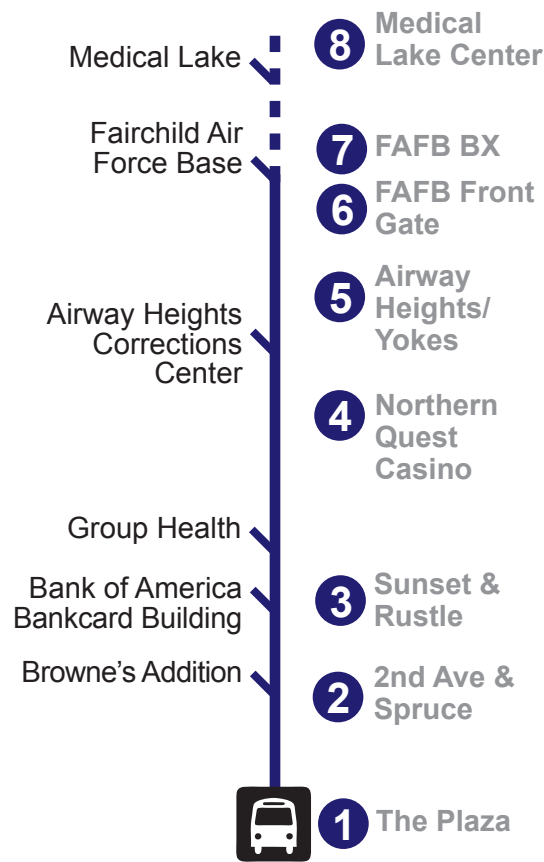 Medical Lake
8
Medical
Lake Center
Fairchild Air
Force Base
7
FAFB BX
6
FAFB Front
Gate
Airway Heights
Corrections
Center
5
Airway
Heights/
Yokes
4
Northern
Quest
Casino
Group Health
Bank of America
Bankcard Building
3
Sunset &
Rustle
Browne's Addition
2
2nd Ave &
Spruce
1
The Plaza